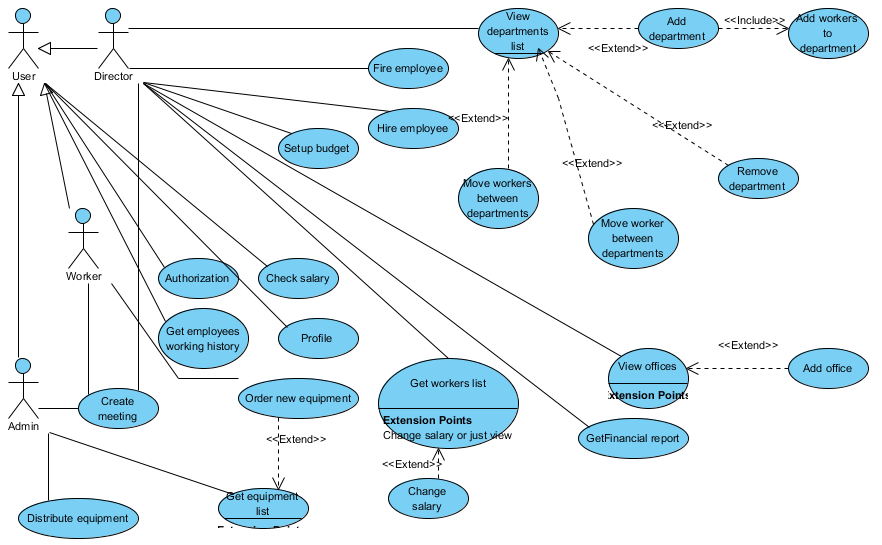 View
departments
list
Add
department
<<Include>>
Add workers
to
department
<<Extend>>
User
Director
Fire employee
Hire employee
<<Extend>>
<<Extend>>
Setup budget
<<Extend>>
Move workers
between
departments
Remove
department
Move worker
between
departments
Worker
Authorization
Check salary
Get employees
working history
Profile
<<Extend>>
View offices
Extension Points
Add office
Get workers list
Extension Points
Change salary or just view
Create
meeting
Order new equipment
Admin
<<Extend>>
GetFinancial report
<<Extend>>
Change
salary
Get equipment
list
Distribute equipment